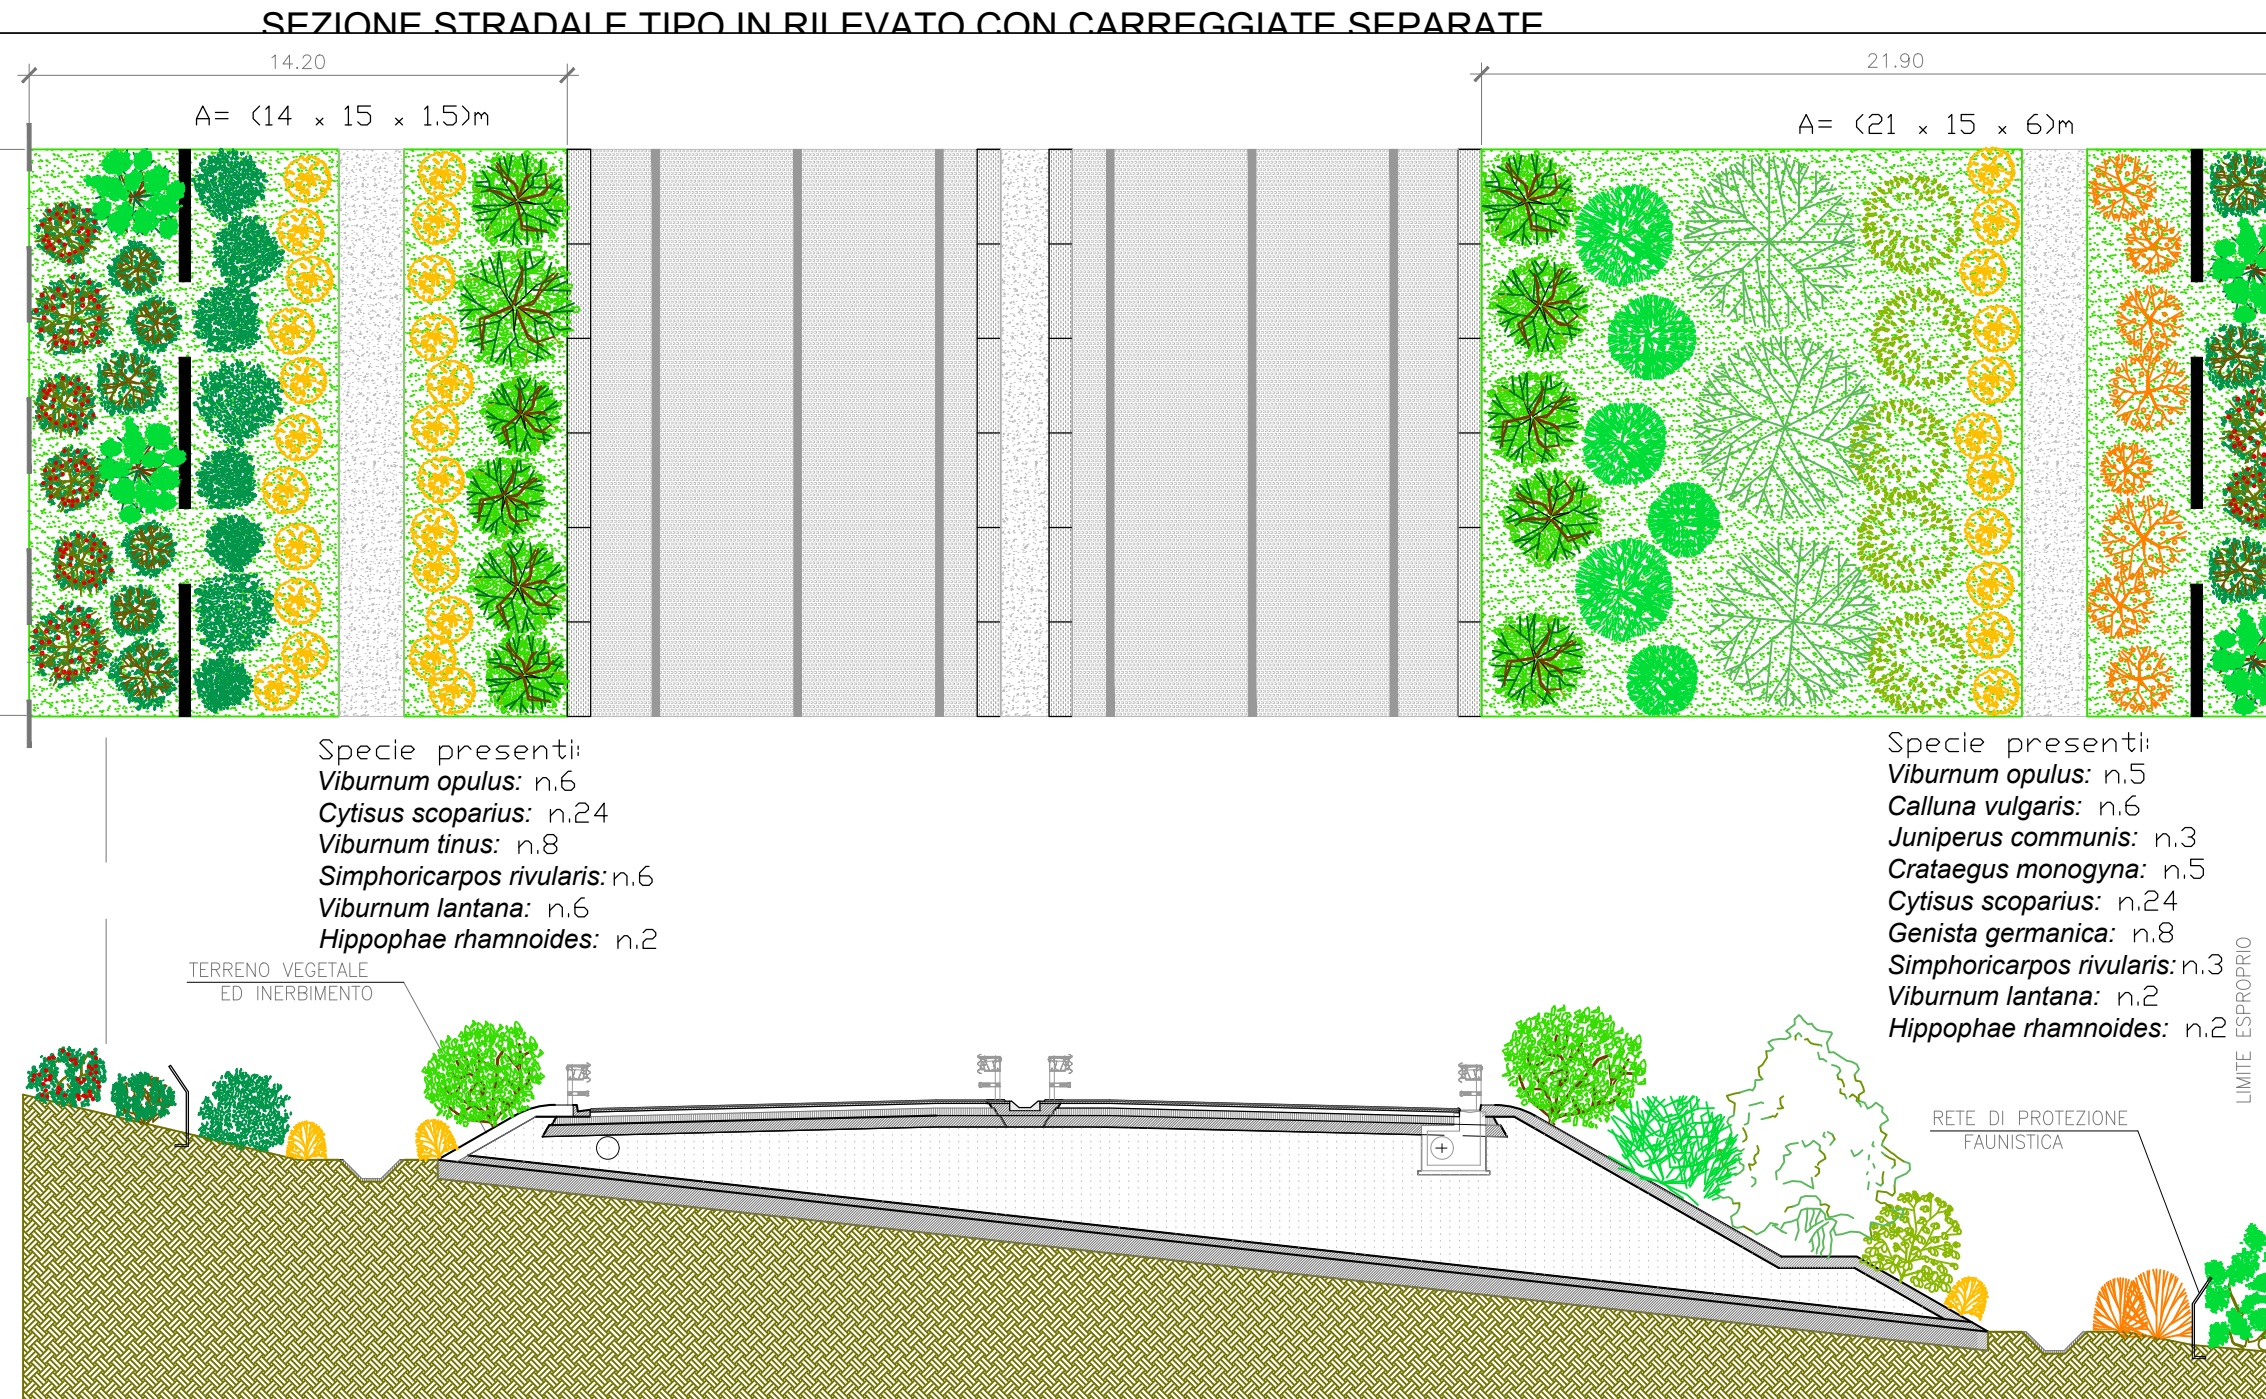 SEZIONE STRADALE TIPO IN RILEVATO CON CARREGGIATE SEPARATE
14.20
21.90
A= (14 x 15 x 1.5)m
A= (21 x 15 x 6)m
Specie presenti:
Viburnum opulus: n.6
Cytisus scoparius: n.24
Viburnum tinus: n.8
Simphoricarpos rivularis: n.6
Viburnum lantana: n.6
Hippophae rhamnoides: n.2
Specie presenti:
Viburnum opulus: n.5
Calluna vulgaris: n.6
Juniperus communis: n.3
Crataegus monogyna: n.5
Cytisus scoparius: n.24
Genista germanica: n.8
Simphoricarpos rivularis: n.3
Viburnum lantana: n.2
Hippophae rhamnoides: n.2
LIMITE ESPROPRIO
TERRENO VEGETALE
ED INERBIMENTO
RETE DI PROTEZIONE
FAUNISTICA